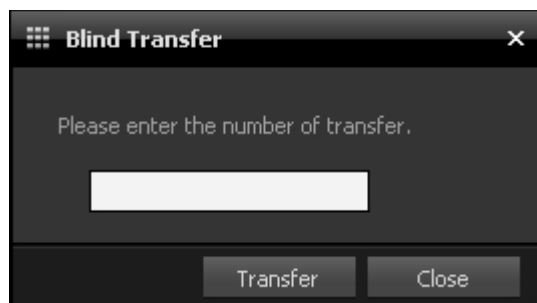 Blind Transfer
Please enter the number of transfer.
Transfer Close